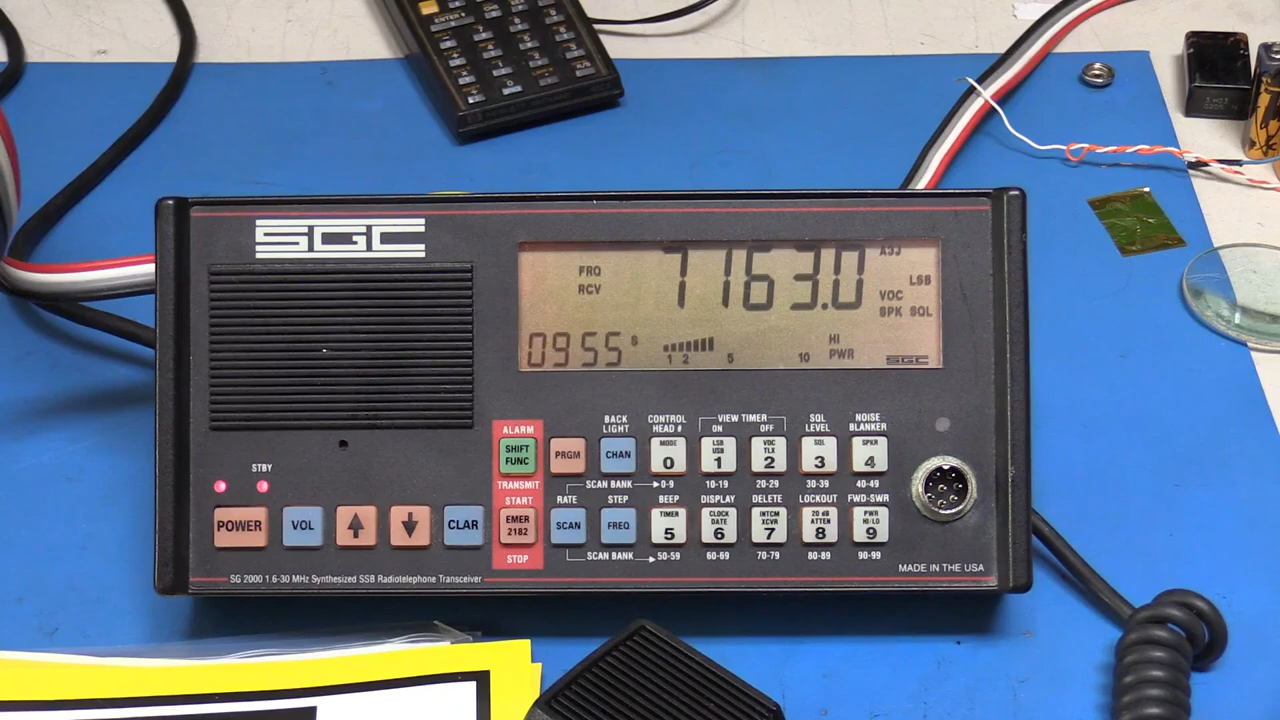 ENTER
SGC
FRQ
RCV
7163.0
A3J
LSB
VOC
SPK SQL
0955 S
1 2 5 10
HI
PWR
SGC
ALARM
BACK
LIGHT
CONTROL
HEAD #
VIEW TIMER
ON OFF
SQL
LEVEL
NOISE
BLANKER
SHIFT
FUNC
PRGM
CHAN
MODE
0
LSB
USB
1
VOC
TLX
2
SQL
3
SPKR
4
TRANSMIT
SCAN BANK 0-9 10-19 20-29 30-39 40-49
STBY
START
RATE STEP BEEP DISPLAY DELETE LOCKOUT FWD-SWR
POWER
VOL
CLAR
EMER
2182
SCAN
FREQ
TIMER
5
CLOCK
DATE
6
INTCM
XCVR
7
20 dB
ATTEN
8
PWR
HI/LO
9
STOP
SCAN BANK 50-59 60-69 70-79 80-89 90-99
MADE IN THE USA
SG 2000 1.6-30 MHz Synthesized SSB Radiotelephone Transceiver